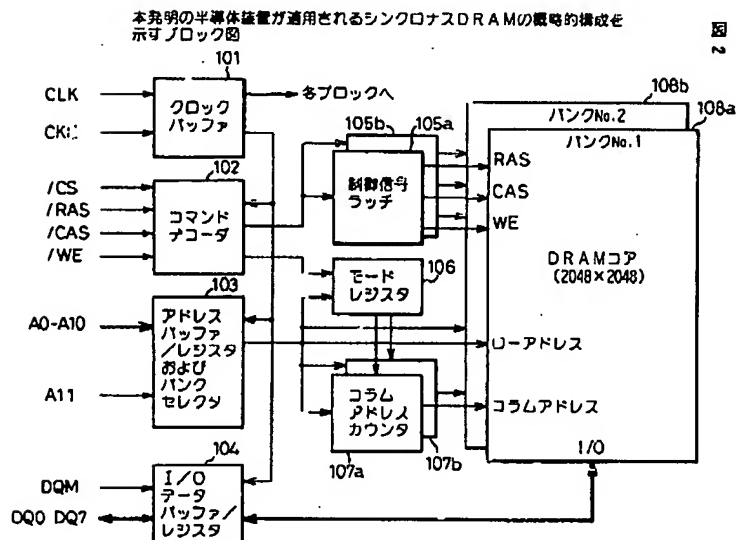 本発明の半導体装置が適用されるシンクロナスDRAMの概略的構成を
示すブロック図
図2
101
CLK
クロック
バッファ
各ブロックへ
102
/CS
/RAS
/CAS
/WE
コマンド
デコーダ
103
A0-A10
A11
アドレス
バッファ
/レジスタ
および
バンク
セレクタ
104
DQM
DQ0 DQ7
I/O
データ
バッファ/
レジスタ
105b
105a
制御信号
ラッチ
106
モード
レジスタ
コラム
アドレス
カウンタ
107a
107b
108b
108a
バンクNo.2
バンクNo.1
RAS
CAS
WE
DRAMコア
(2048×2048)
ローアドレス
コラムアドレス
I/O